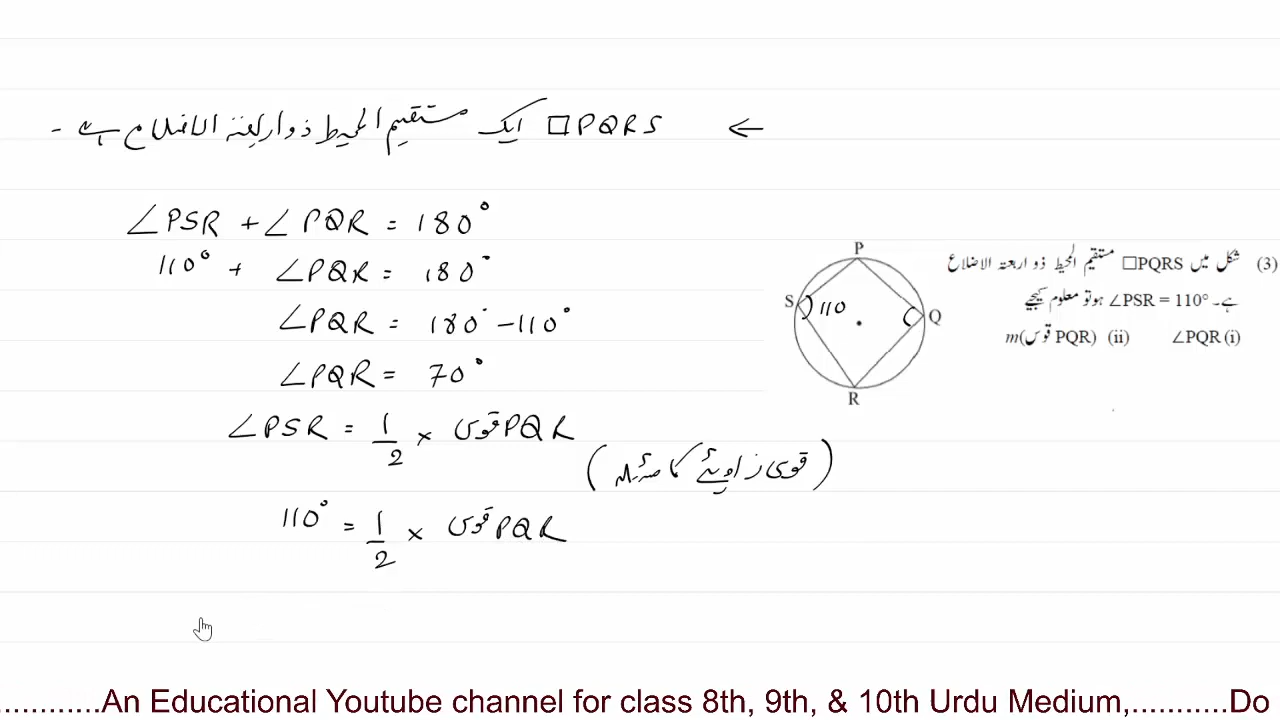 ← □PQRS ایک مستقیم المحیط ذواربعتہ الاضلاع ہے۔
∠PSR + ∠PQR = 180°
110° + ∠PQR = 180°
∠PQR = 180° - 110°
∠PQR = 70°
∠PSR = 1/2 × قوس PQR
(قوسی زاویئے کا مسئلہ)
110° = 1/2 × قوس PQR
(3) شکل میں □PQRS مستقیم المحیط ذو اربعتہ الاضلاع
ہے۔ ∠PSR = 110° ہو تو معلوم کیجیے
∠PQR (i) m(قوس PQR) (ii)
P
S 110 Q
R
............An Educational Youtube channel for class 8th, 9th, & 10th Urdu Medium,...........Do